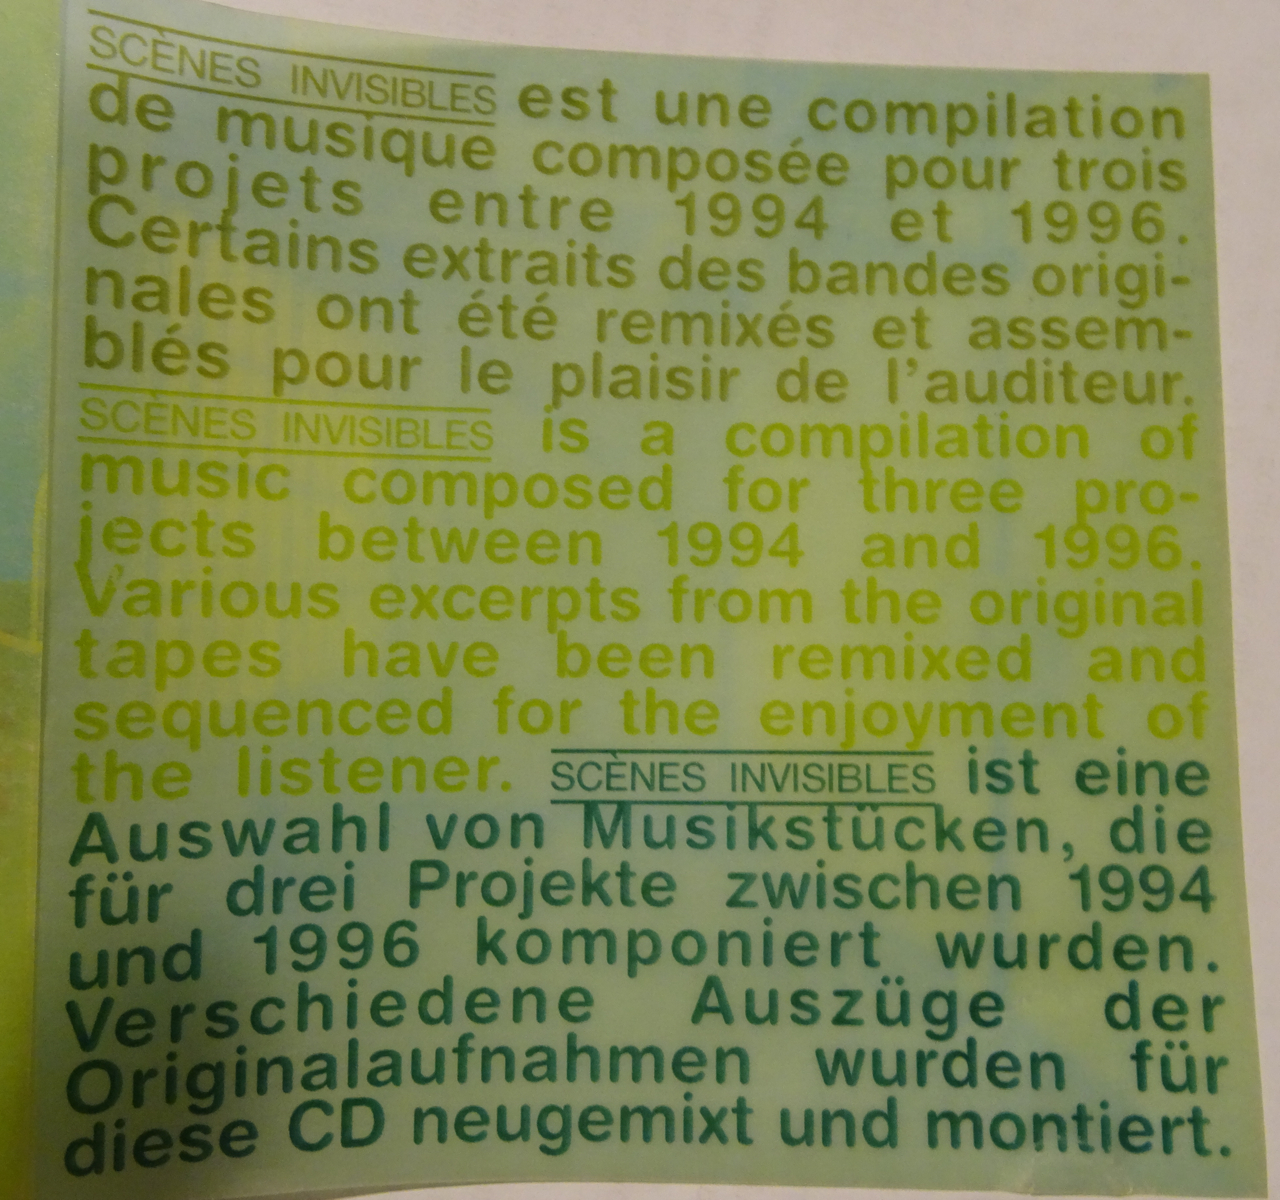 SCÈNES INVISIBLES est une compilation
de musique composée pour trois
projets entre 1994 et 1996.
Certains extraits des bandes origi-
nales ont été remixés et assem-
blés pour le plaisir de l'auditeur.
SCÈNES INVISIBLES is a compilation of
music composed for three pro-
jects between 1994 and 1996.
Various excerpts from the original
tapes have been remixed and
sequenced for the enjoyment of
the listener. SCÈNES INVISIBLES ist eine
Auswahl von Musikstücken, die
für drei Projekte zwischen 1994
und 1996 komponiert wurden.
Verschiedene Auszüge der
Originalaufnahmen wurden für
diese CD neugemixt und montiert.